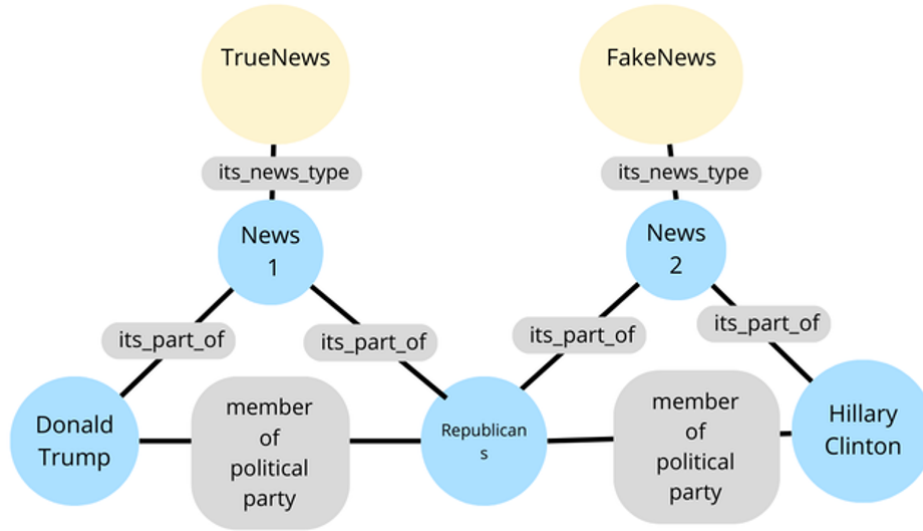 TrueNews
FakeNews
its_news_type
its_news_type
News
1
News
2
its_part_of
its_part_of
its_part_of
its_part_of
Donald
Trump
member
of
political
party
Republican
s
member
of
political
party
Hillary
Clinton